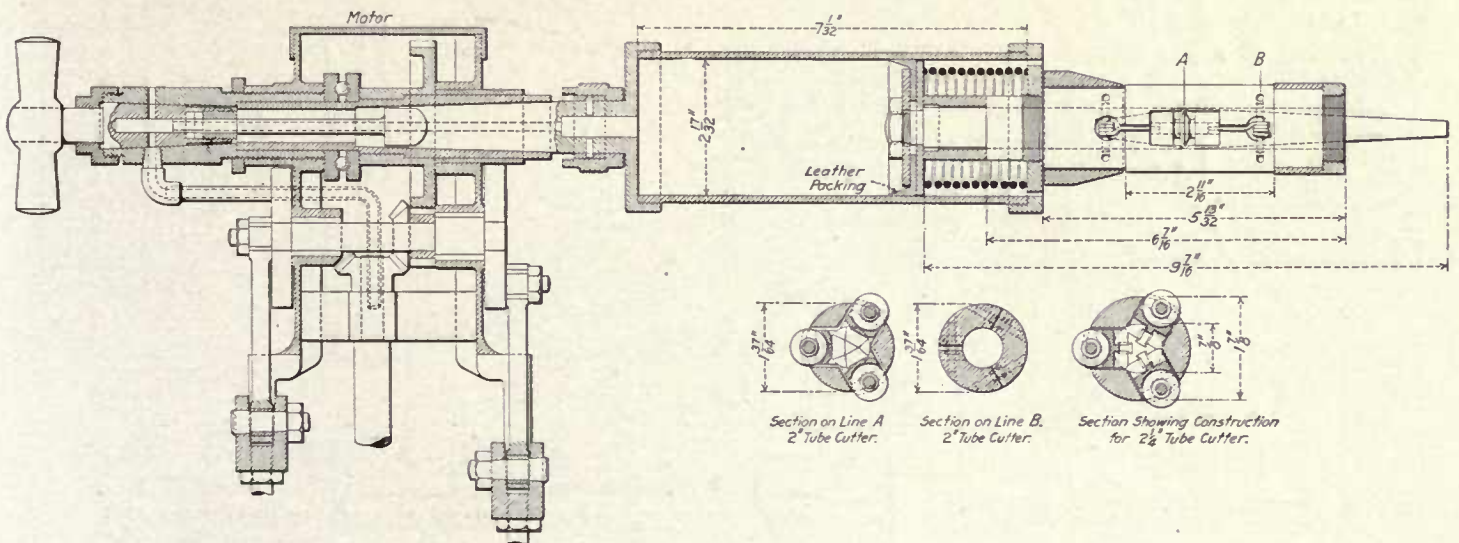 Motor
7 1/32"
A
B
2 17/32"
Leather
Packing
2 11/16"
5 13/32"
6 7/16"
9 7/16"
1 37/64"
1 37/64"
7/8"
1 7/8"
Section on Line A
2" Tube Cutter.
Section on Line B.
2" Tube Cutter.
Section Showing Construction
for 2 1/4" Tube Cutter.